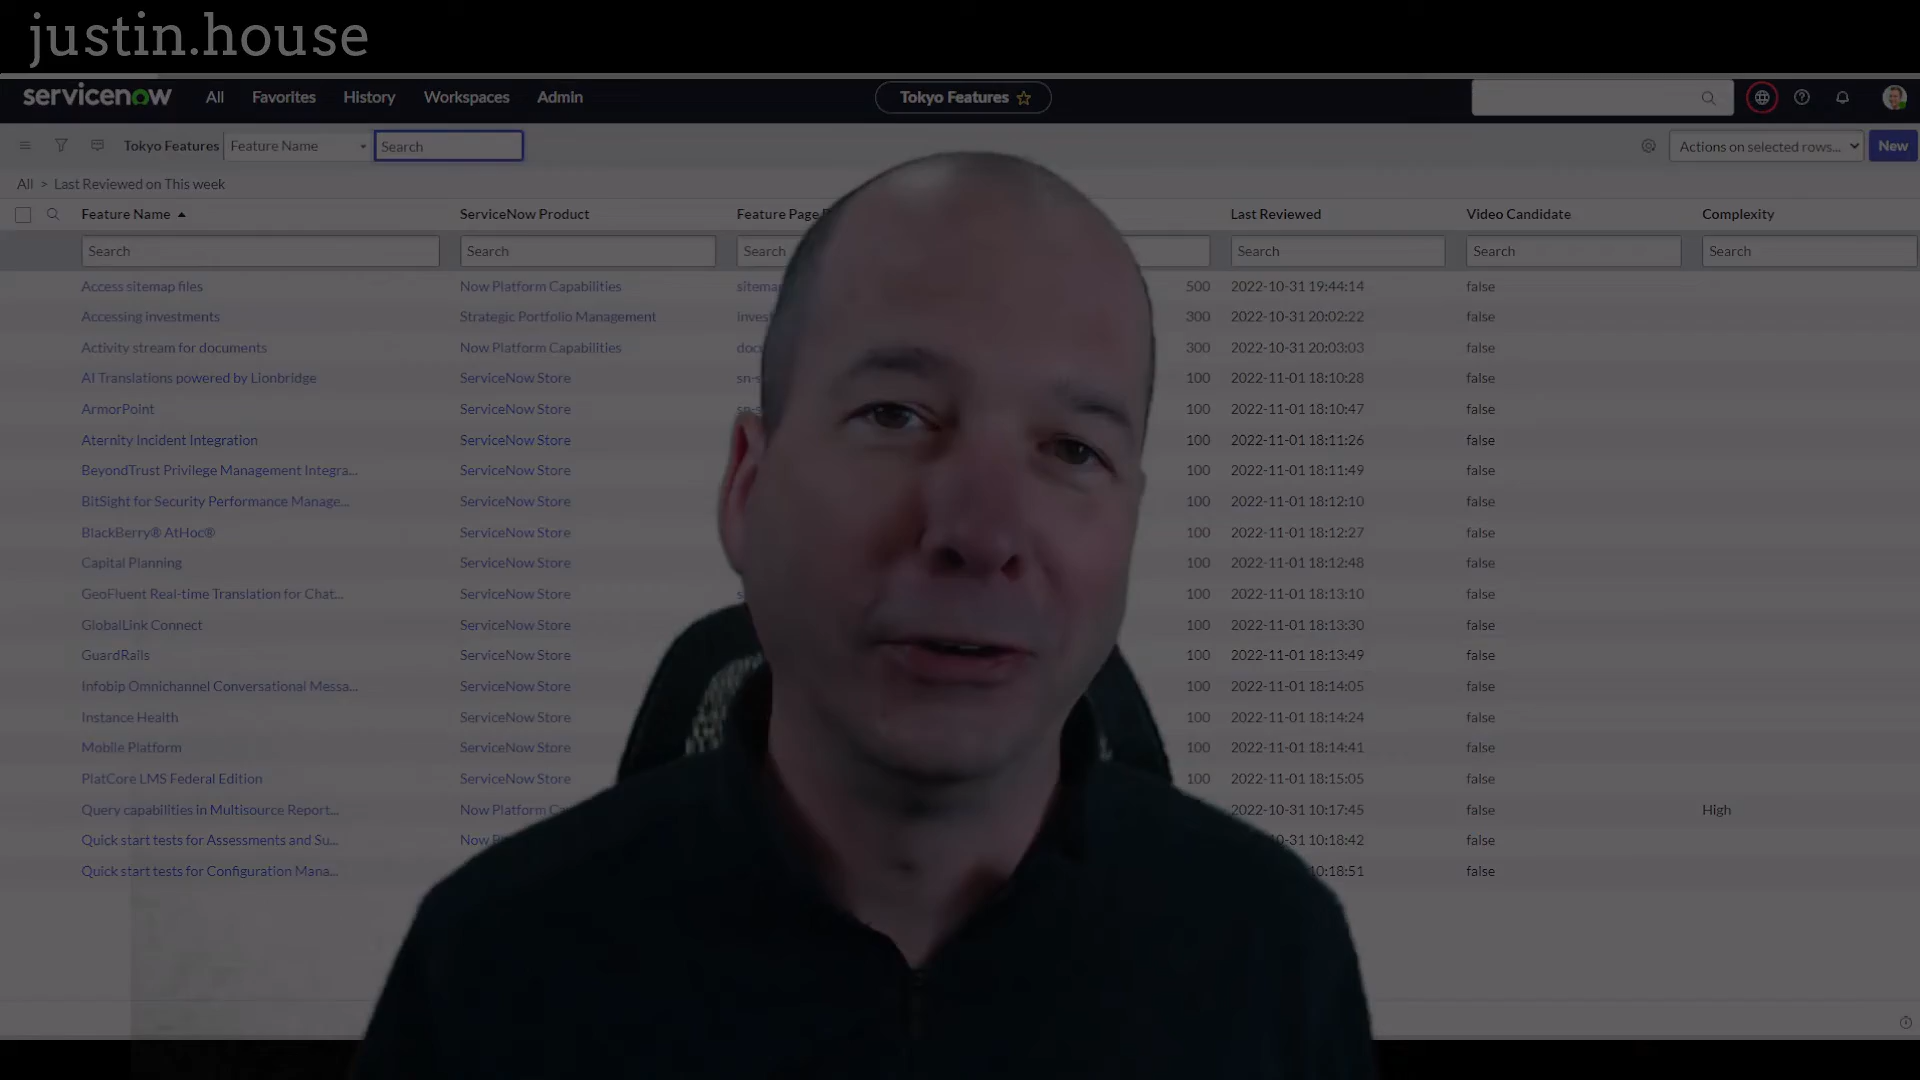 justin.house
servicenow All Favorites History Workspaces Admin Tokyo Features
Tokyo Features Feature Name Search Actions on selected rows... New
All > Last Reviewed on This week
Feature Name ServiceNow Product Feature Page Last Reviewed Video Candidate Complexity
Search Search Search Search Search Search
Access sitemap files Now Platform Capabilities 500 2022-10-31 19:44:14 false
Accessing investments Strategic Portfolio Management 300 2022-10-31 20:02:22 false
Activity stream for documents Now Platform Capabilities 300 2022-10-31 20:03:03 false
AI Translations powered by Lionbridge ServiceNow Store 100 2022-11-01 18:10:28 false
ArmorPoint ServiceNow Store 100 2022-11-01 18:10:47 false
Aternity Incident Integration ServiceNow Store 100 2022-11-01 18:11:26 false
BeyondTrust Privilege Management Integra... ServiceNow Store 100 2022-11-01 18:11:49 false
BitSight for Security Performance Manage... ServiceNow Store 100 2022-11-01 18:12:10 false
BlackBerry® AtHoc® ServiceNow Store 100 2022-11-01 18:12:27 false
Capital Planning ServiceNow Store 100 2022-11-01 18:12:48 false
GeoFluent Real-time Translation for Chat... ServiceNow Store 100 2022-11-01 18:13:10 false
GlobalLink Connect ServiceNow Store 100 2022-11-01 18:13:30 false
GuardRails ServiceNow Store 100 2022-11-01 18:13:49 false
Infobip Omnichannel Conversational Messa... ServiceNow Store 100 2022-11-01 18:14:05 false
Instance Health ServiceNow Store 100 2022-11-01 18:14:24 false
Mobile Platform ServiceNow Store 100 2022-11-01 18:14:41 false
PlatCore LMS Federal Edition ServiceNow Store 100 2022-11-01 18:15:05 false
Query capabilities in Multisource Report... Now Platform 2022-10-31 10:17:45 false High
Quick start tests for Assessments and Su... 10:18:42 false
Quick start tests for Configuration Mana... 10:18:51 false